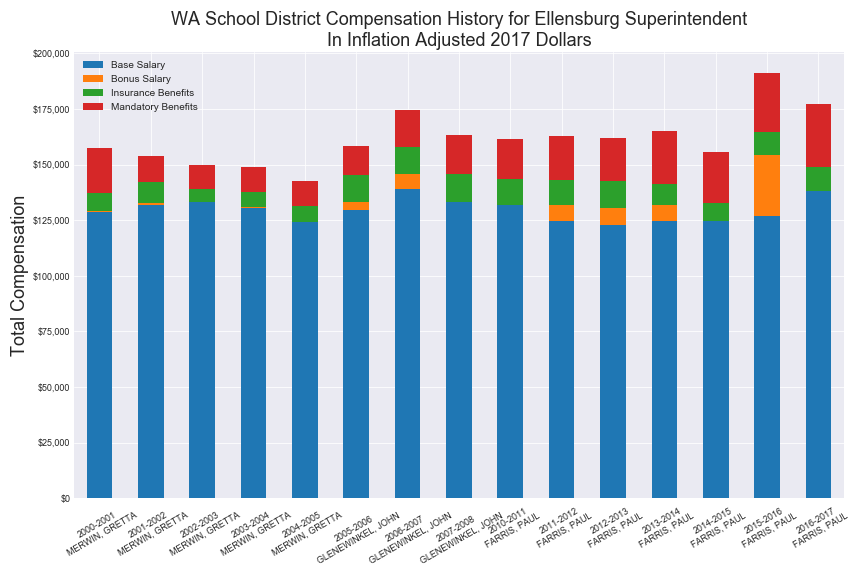 WA School District Compensation History for Ellensburg Superintendent
In Inflation Adjusted 2017 Dollars
Base Salary
Bonus Salary
Insurance Benefits
Mandatory Benefits
Total Compensation
$200,000
$175,000
$150,000
$125,000
$100,000
$75,000
$50,000
$25,000
$0
2000-2001
MERWIN, GRETTA
2001-2002
MERWIN, GRETTA
2002-2003
MERWIN, GRETTA
2003-2004
MERWIN, GRETTA
2004-2005
MERWIN, GRETTA
2005-2006
GLENEWINKEL, JOHN
2006-2007
GLENEWINKEL, JOHN
2007-2008
GLENEWINKEL, JOHN
2010-2011
FARRIS, PAUL
2011-2012
FARRIS, PAUL
2012-2013
FARRIS, PAUL
2013-2014
FARRIS, PAUL
2014-2015
FARRIS, PAUL
2015-2016
FARRIS, PAUL
2016-2017
FARRIS, PAUL